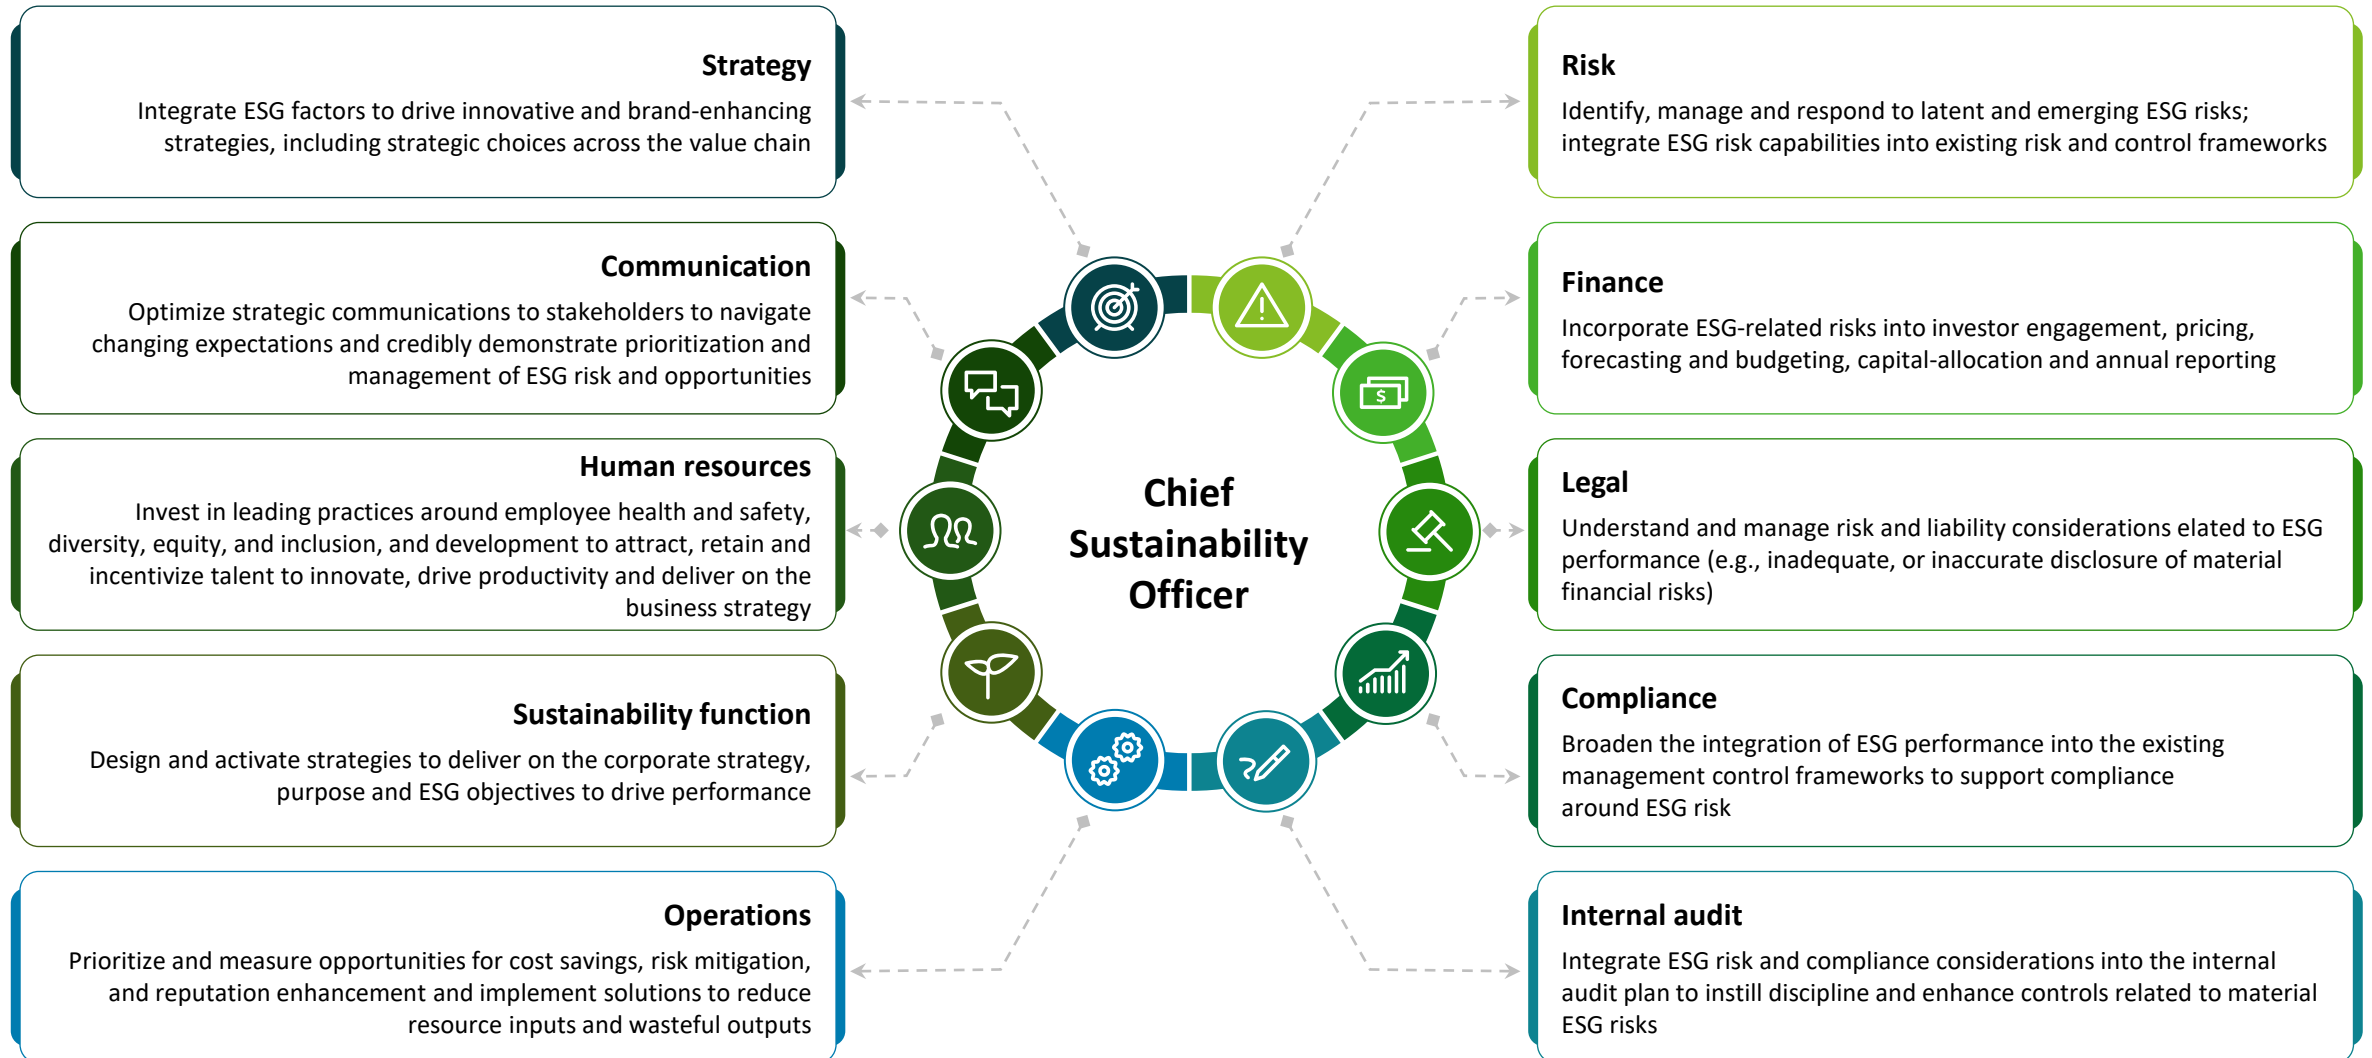 Strategy
Integrate ESG factors to drive innovative and brand-enhancing
strategies, including strategic choices across the value chain
Communication
Optimize strategic communications to stakeholders to navigate
changing expectations and credibly demonstrate prioritization and
management of ESG risk and opportunities
Human resources
Invest in leading practices around employee health and safety,
diversity, equity, and inclusion, and development to attract, retain and
incentivize talent to innovate, drive productivity and deliver on the
business strategy
Sustainability function
Design and activate strategies to deliver on the corporate strategy,
purpose and ESG objectives to drive performance
Operations
Prioritize and measure opportunities for cost savings, risk mitigation,
and reputation enhancement and implement solutions to reduce
resource inputs and wasteful outputs
$
Chief
Sustainability
Officer
Risk
Identify, manage and respond to latent and emerging ESG risks;
integrate ESG risk capabilities into existing risk and control frameworks
Finance
Incorporate ESG-related risks into investor engagement, pricing,
forecasting and budgeting, capital-allocation and annual reporting
Legal
Understand and manage risk and liability considerations elated to ESG
performance (e.g., inadequate, or inaccurate disclosure of material
financial risks)
Compliance
Broaden the integration of ESG performance into the existing
management control frameworks to support compliance
around ESG risk
Internal audit
Integrate ESG risk and compliance considerations into the internal
audit plan to instill discipline and enhance controls related to material
ESG risks